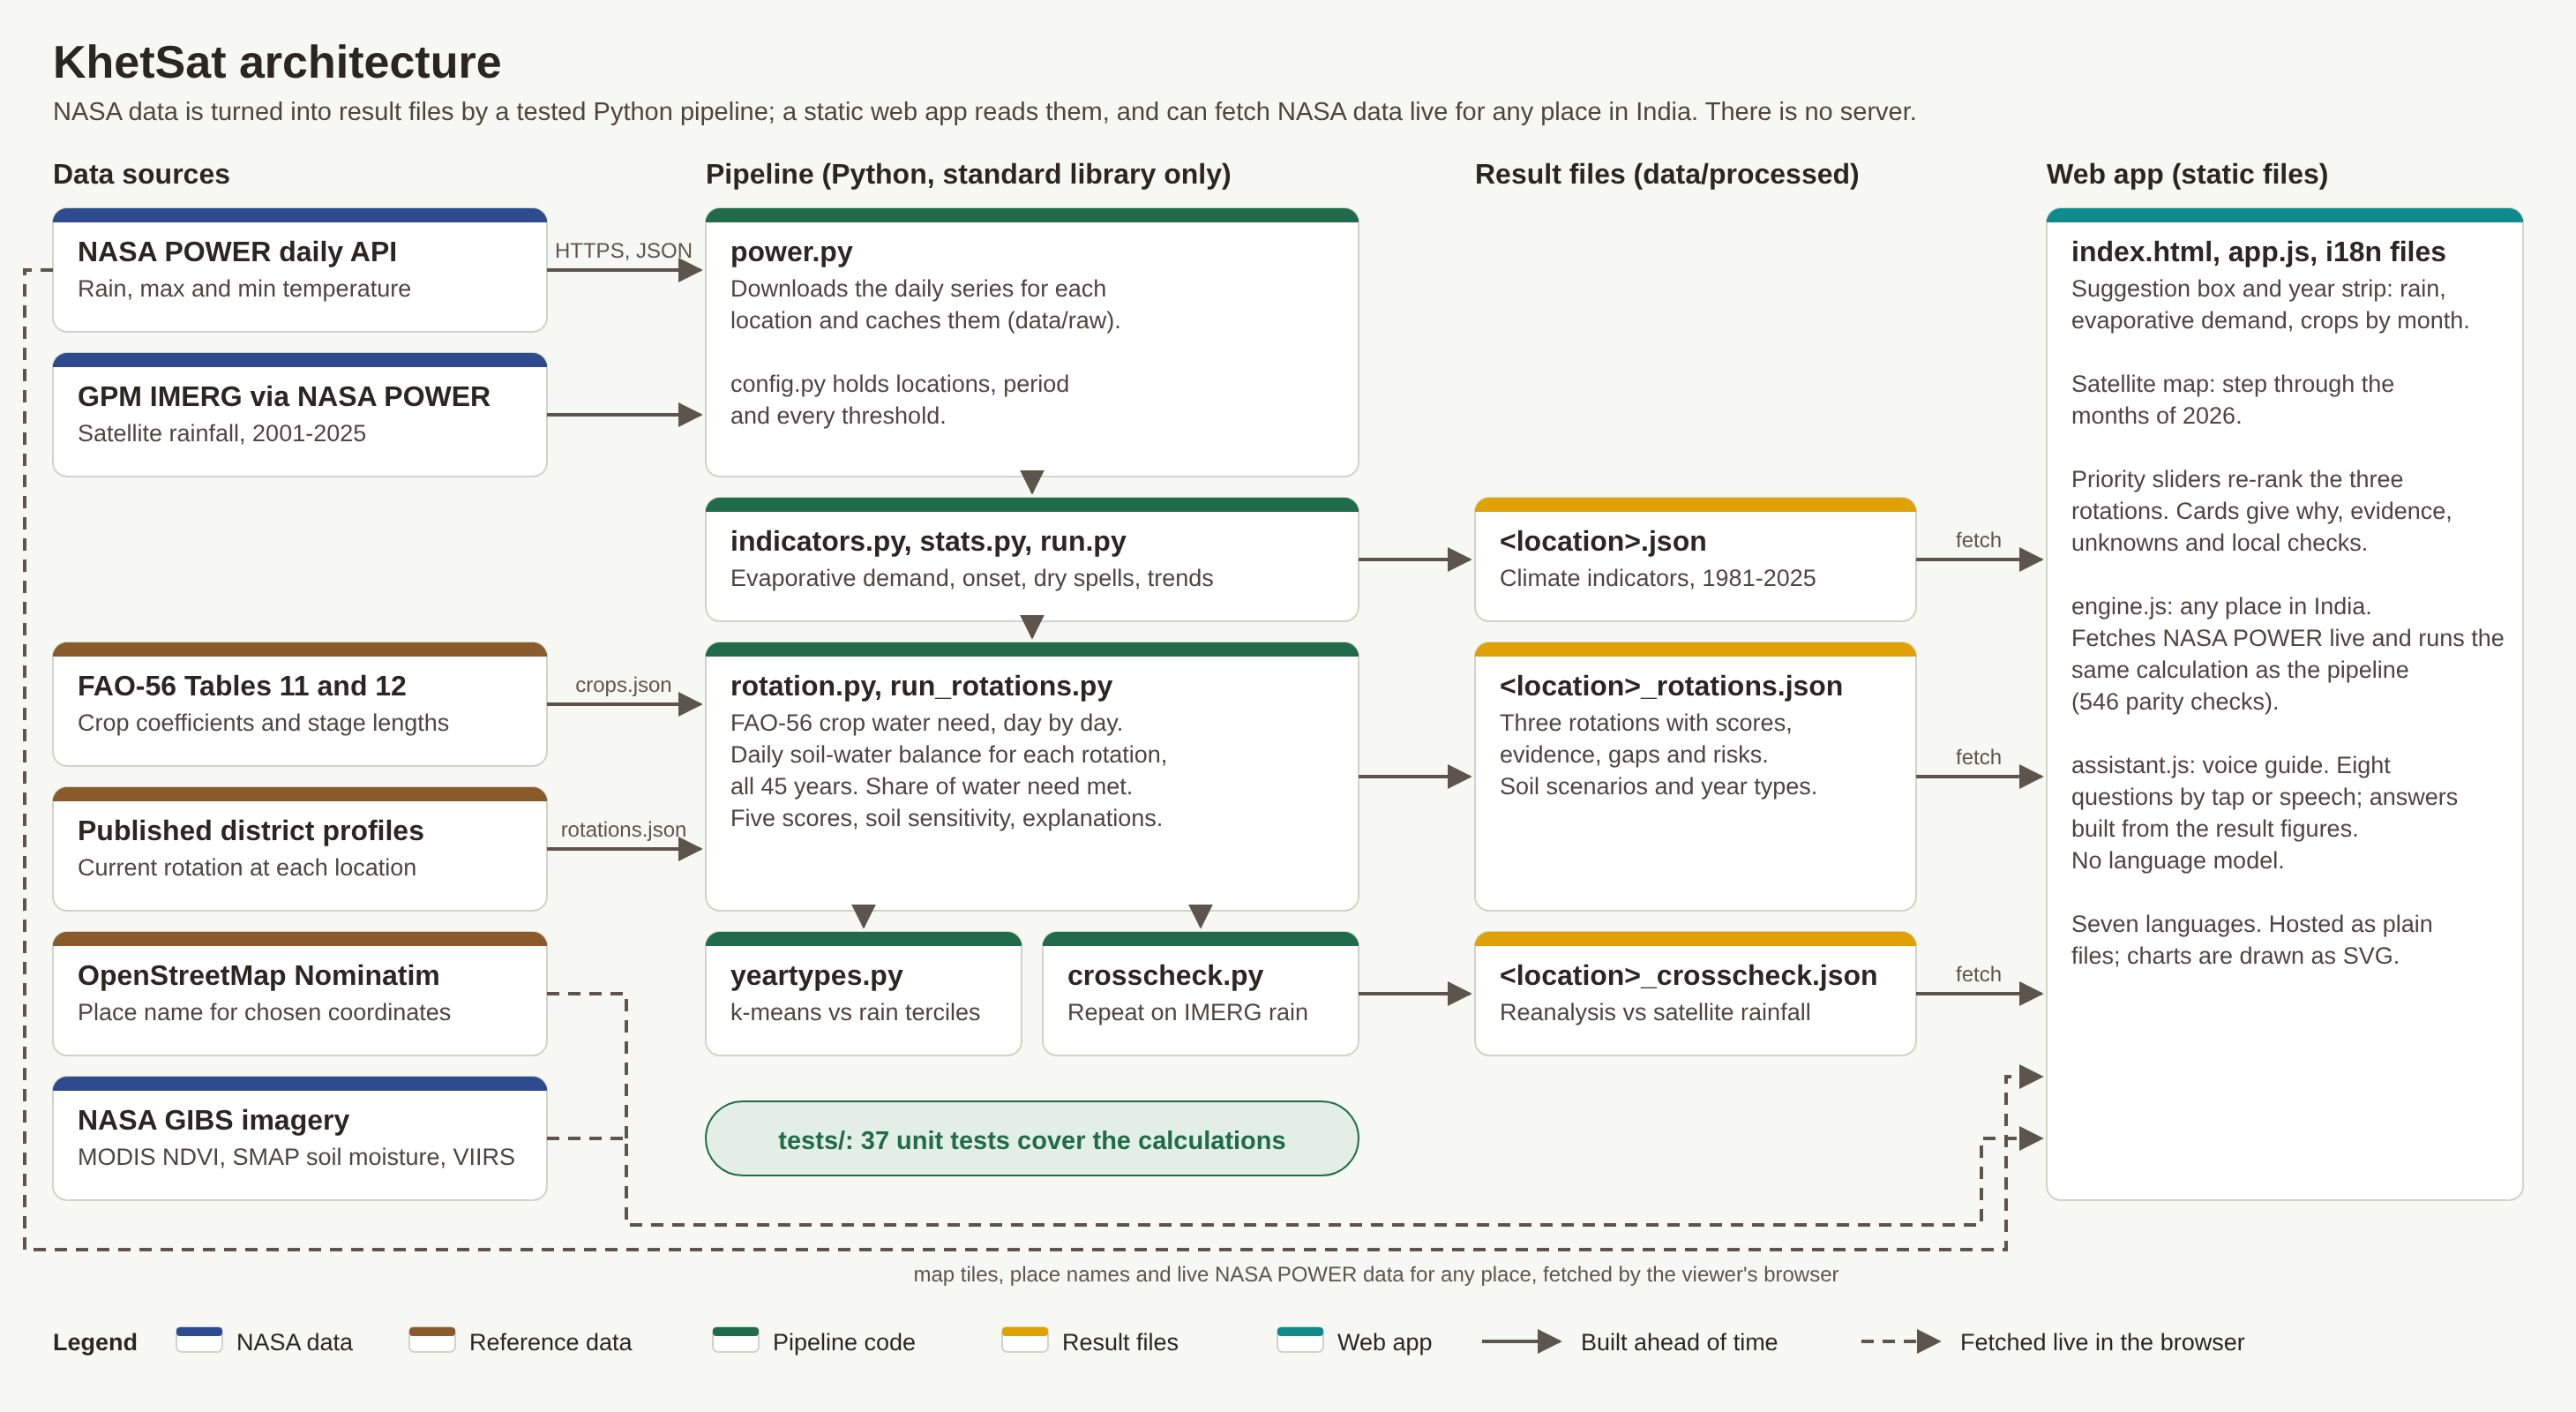 KhetSat architecture
NASA data is turned into result files by a tested Python pipeline; a static web app reads them, and can fetch NASA data live for any place in India. There is no server.
Data sources
NASA POWER daily API
Rain, max and min temperature
HTTPS, JSON
GPM IMERG via NASA POWER
Satellite rainfall, 2001-2025
FAO-56 Tables 11 and 12
Crop coefficients and stage lengths
crops.json
Published district profiles
Current rotation at each location
rotations.json
OpenStreetMap Nominatim
Place name for chosen coordinates
NASA GIBS imagery
MODIS NDVI, SMAP soil moisture, VIIRS
Pipeline (Python, standard library only)
power.py
Downloads the daily series for each
location and caches them (data/raw).
config.py holds locations, period
and every threshold.
indicators.py, stats.py, run.py
Evaporative demand, onset, dry spells, trends
rotation.py, run_rotations.py
FAO-56 crop water need, day by day.
Daily soil-water balance for each rotation,
all 45 years. Share of water need met.
Five scores, soil sensitivity, explanations.
yeartypes.py
k-means vs rain terciles
crosscheck.py
Repeat on IMERG rain
tests/: 37 unit tests cover the calculations
Result files (data/processed)
<location>.json
Climate indicators, 1981-2025
fetch
<location>_rotations.json
Three rotations with scores,
evidence, gaps and risks.
Soil scenarios and year types.
fetch
<location>_crosscheck.json
Reanalysis vs satellite rainfall
fetch
Web app (static files)
index.html, app.js, i18n files
Suggestion box and year strip: rain,
evaporative demand, crops by month.
Satellite map: step through the
months of 2026.
Priority sliders re-rank the three
rotations. Cards give why, evidence,
unknowns and local checks.
engine.js: any place in India.
Fetches NASA POWER live and runs the
same calculation as the pipeline
(546 parity checks).
assistant.js: voice guide. Eight
questions by tap or speech; answers
built from the result figures.
No language model.
Seven languages. Hosted as plain
files; charts are drawn as SVG.
map tiles, place names and live NASA POWER data for any place, fetched by the viewer's browser
Legend
NASA data
Reference data
Pipeline code
Result files
Web app
Built ahead of time
Fetched live in the browser